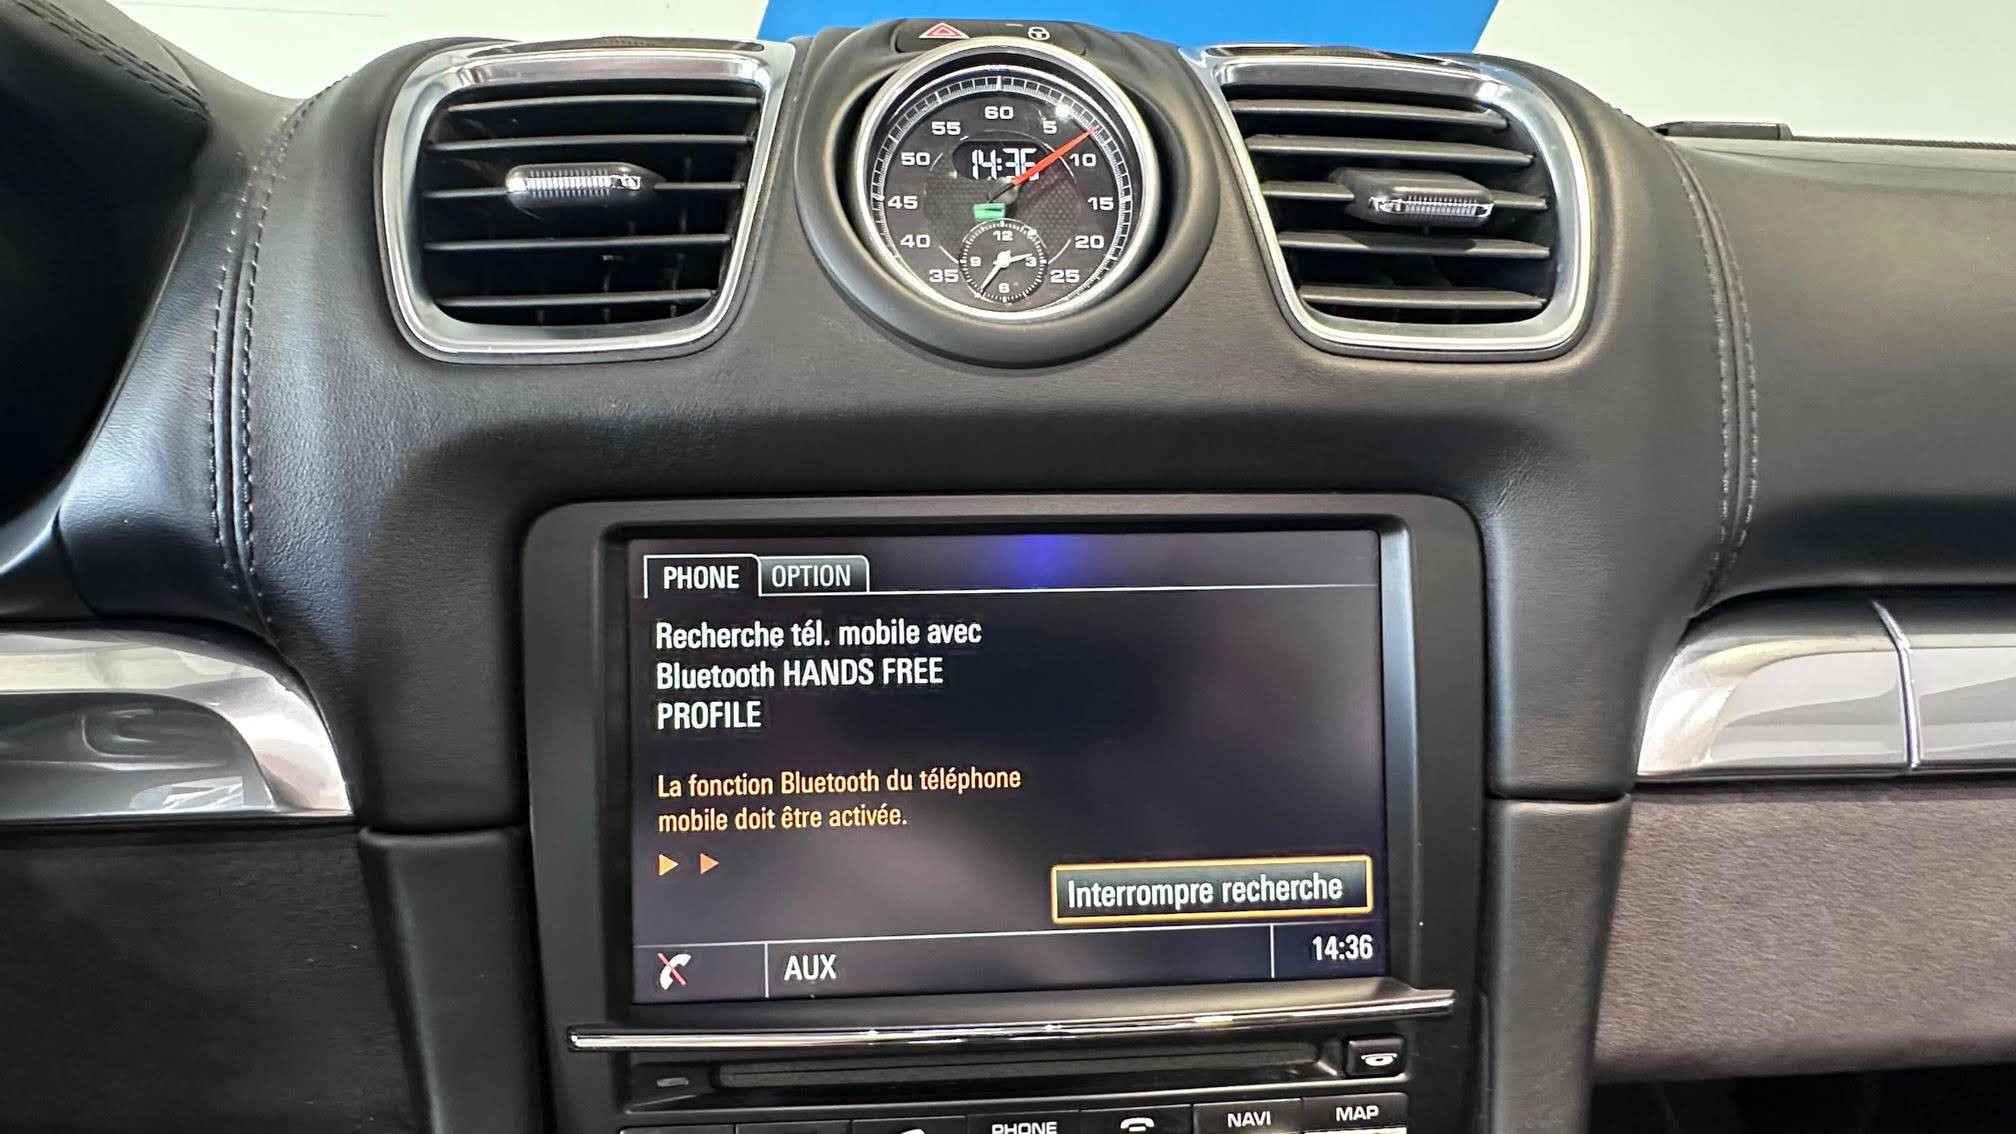 60
55
5
50
14:36
10
45
15
40
12
20
9
3
35
6
25
PHONE
OPTION
Recherche tél. mobile avec
Bluetooth HANDS FREE
PROFILE
La fonction Bluetooth du téléphone
mobile doit être activée.
Interrompre recherche
AUX
14:36
PHONE
NAVI
MAP